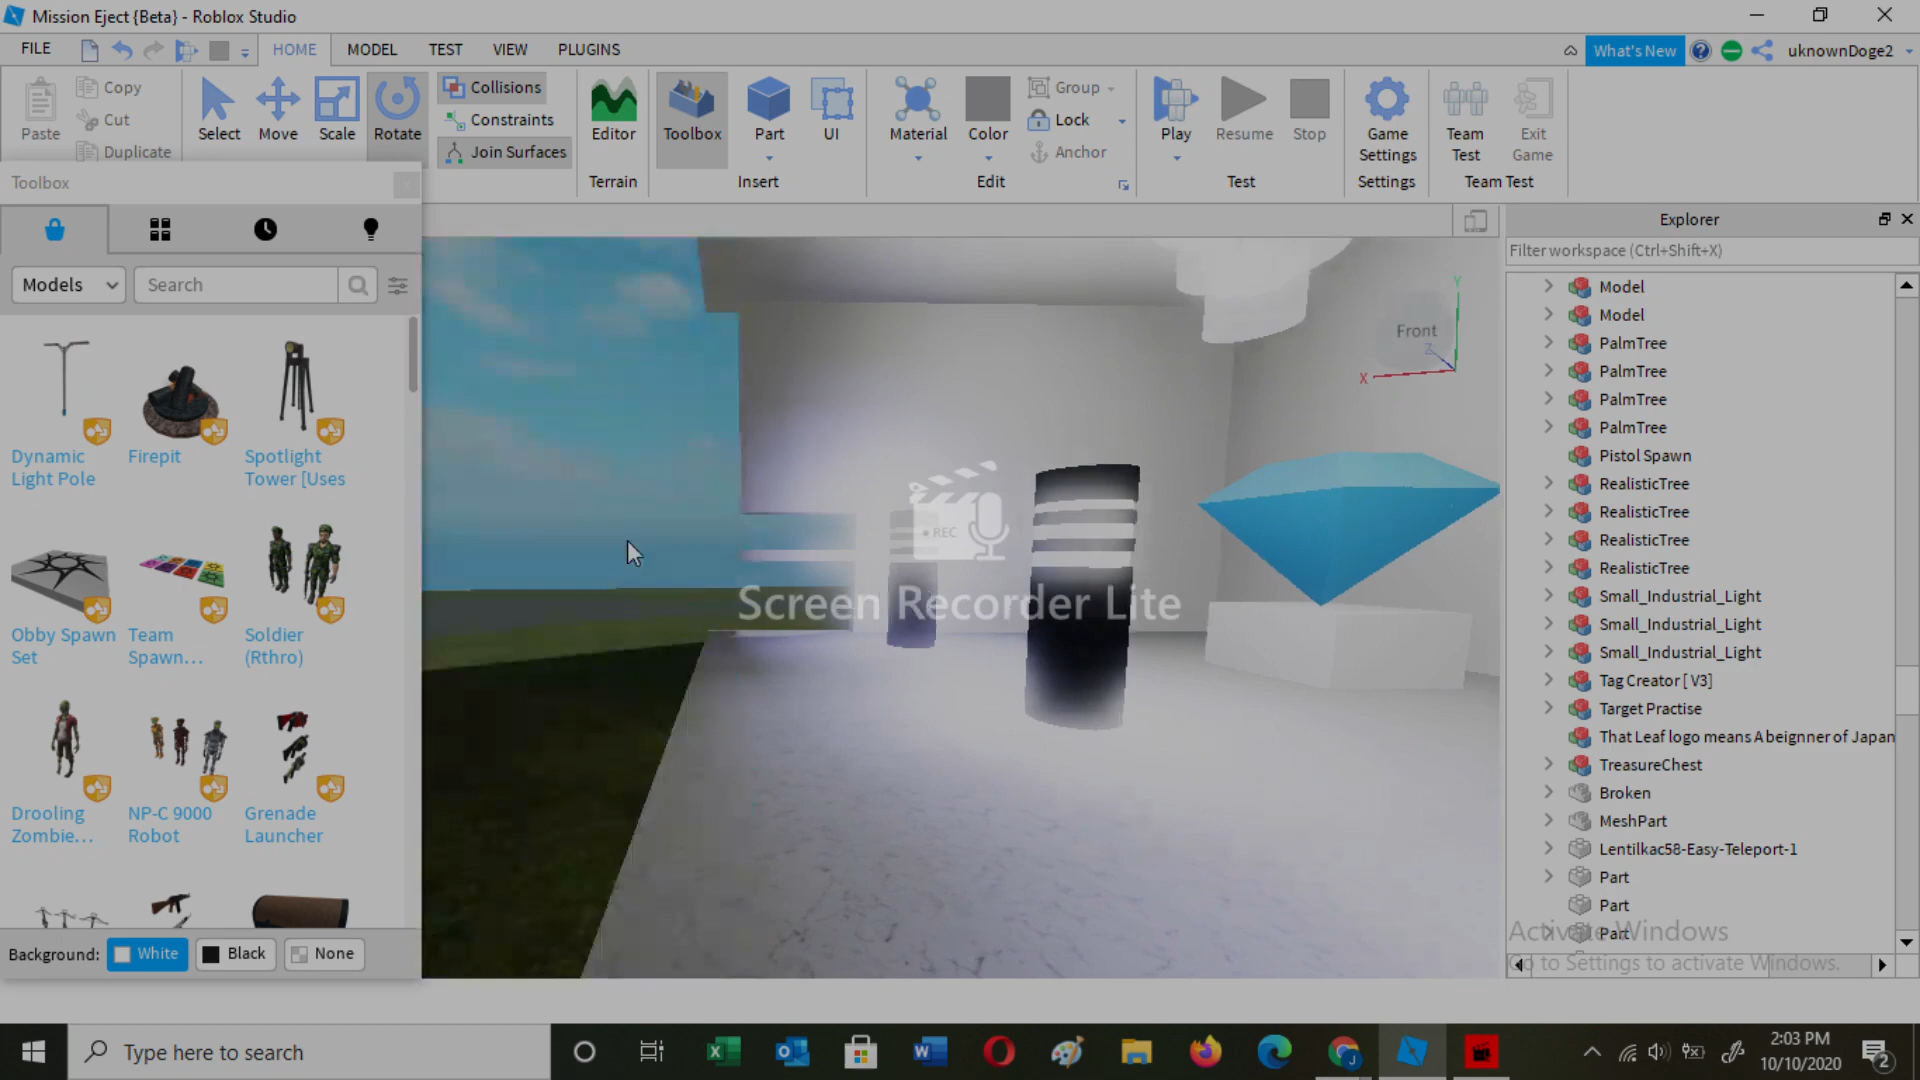 Mission Eject {Beta} - Roblox Studio
FILE HOME MODEL TEST VIEW PLUGINS What's New uknownDoge2
Paste Copy Cut Duplicate
Select Move Scale Rotate
Collisions
Constraints
Join Surfaces
Editor
Terrain
Toolbox Part UI
Insert
Material Color Group Lock Anchor
Edit
Play Resume Stop
Test
Game Settings
Settings
Team Test Exit Game
Team Test
Toolbox
Models Search
Dynamic Light Pole
Firepit
Spotlight Tower [Uses
Obby Spawn Set
Team Spawn...
Soldier (Rthro)
Drooling Zombie...
NP-C 9000 Robot
Grenade Launcher
Background: White Black None
Front
Y
Z
X
REC
Screen Recorder Lite
Explorer
Filter workspace (Ctrl+Shift+X)
Model
Model
PalmTree
PalmTree
PalmTree
PalmTree
Pistol Spawn
RealisticTree
RealisticTree
RealisticTree
RealisticTree
Small_Industrial_Light
Small_Industrial_Light
Small_Industrial_Light
Tag Creator [ V3]
Target Practise
That Leaf logo means A beignner of Japan
TreasureChest
Broken
MeshPart
Lentilkac58-Easy-Teleport-1
Part
Part
Part
Activate Windows
Go to Settings to activate Windows.
Type here to search
2:03 PM
10/10/2020
2